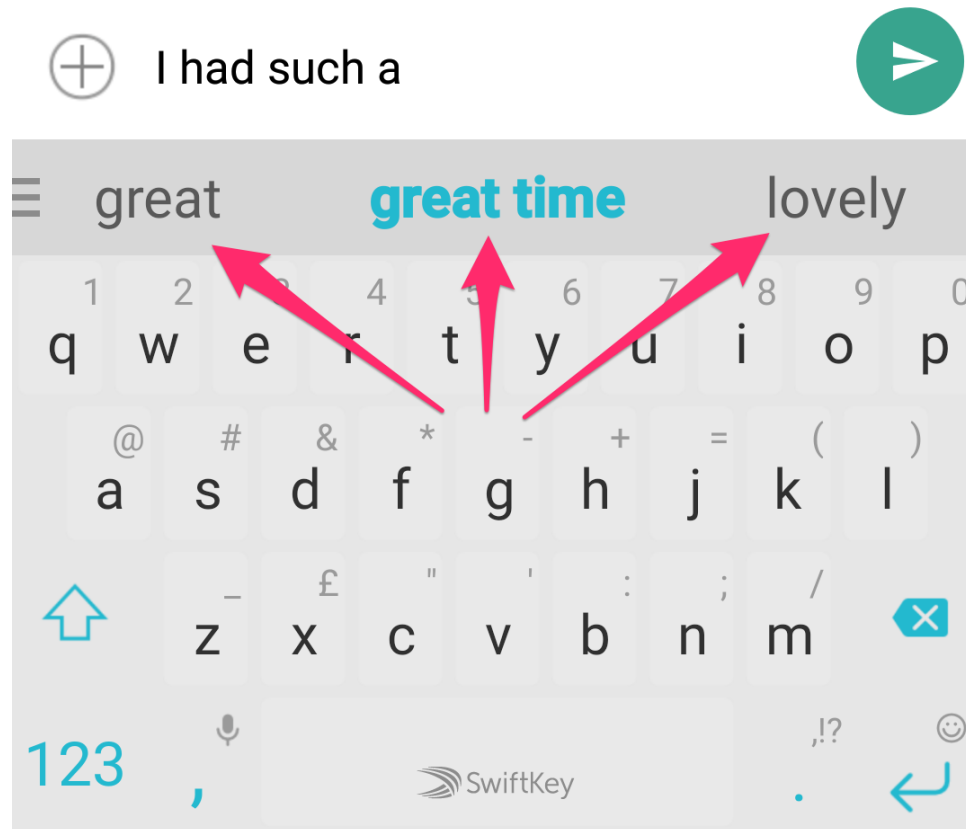 I had such a
great great time lovely
1 2 3 4 5 6 7 8 9 0
q w e r t y u i o p
@ # & * - + = ( )
a s d f g h j k l
_ £ " ' : ; /
z x c v b n m
,!?
123 , SwiftKey .